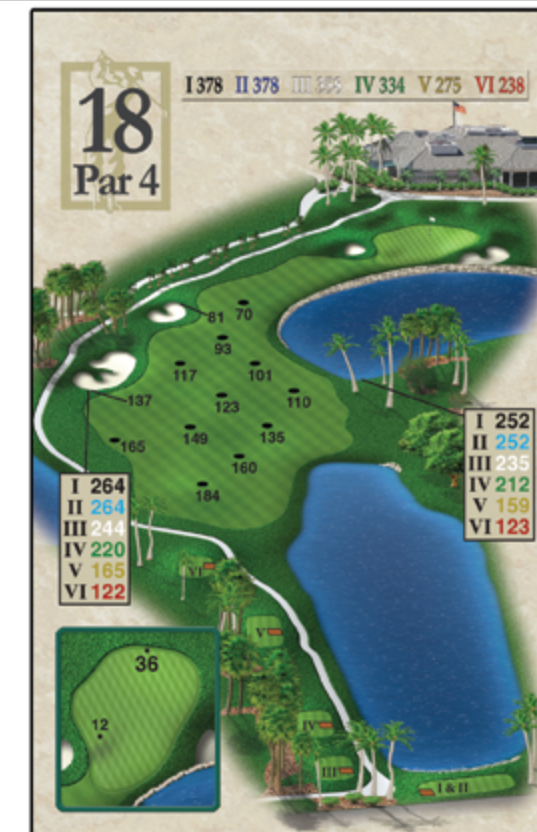 I 378 II 378 III IV 334 V 275 VI 238
18
Par 4
81 70
93
117 101
137 123 110
149 135
165 160
184
I 252
II 252
III 235
IV 212
V 159
VI 123
I 264
II 264
III 244
IV 220
V 165
VI 122
VI
V
IV
III
I & II
36
12